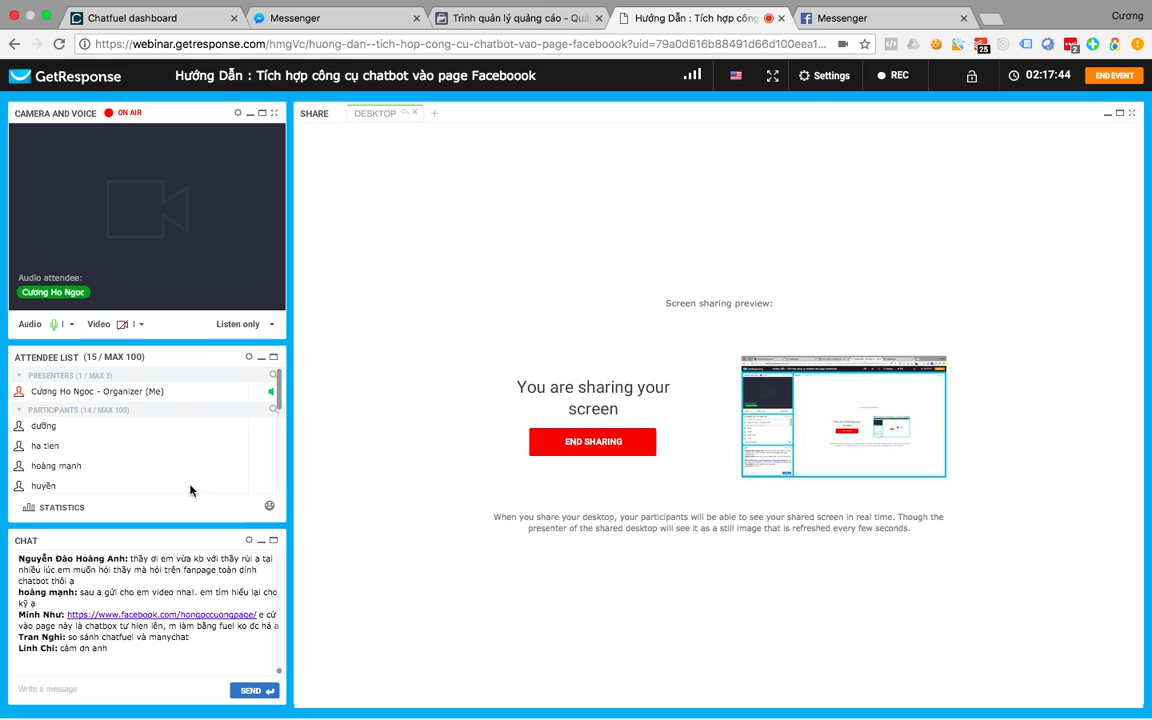 Chatfuel dashboard
Messenger
Trình quản lý quảng cáo - Quả
Hướng Dẫn : Tích hợp công
Messenger
Cương
https://webinar.getresponse.com/hmgVc/huong-dan--tich-hop-cong-cu-chatbot-vao-page-faceboook?uid=79a0d616b88491d66d100eea1...
25
2
GetResponse
Hướng Dẫn : Tích hợp công cụ chatbot vào page Faceboook
Settings
REC
02:17:44
END EVENT
CAMERA AND VOICE
ON AIR
Audio attendee:
Cương Ho Ngoc
Audio
Video
Listen only
ATTENDEE LIST (15 / MAX 100)
PRESENTERS (1 / MAX 3)
Cương Ho Ngoc - Organizer (Me)
PARTICIPANTS (14 / MAX 100)
dưỡng
ha tien
hoàng mạnh
huyền
STATISTICS
CHAT
Nguyễn Đào Hoàng Anh: thầy ơi em vừa kb với thầy rùi ạ tại
nhiều lúc em muốn hỏi thầy mà hỏi trên fanpage toàn dính
chatbot thôi ạ
hoàng mạnh: sau a gửi cho em video nha!. em tìm hiểu lại cho
kỹ ạ
Minh Như: https://www.facebook.com/hongoccuongpage/ e cứ
vào page này là chatbox tự hiện lên, m làm bằng fuel ko đc hả a
Tran Nghi: so sánh chatfuel và manychat
Linh Chi: cảm ơn anh
Write a message
SEND
SHARE
DESKTOP
Screen sharing preview:
You are sharing your
screen
END SHARING
When you share your desktop, your participants will be able to see your shared screen in real time. Though the
presenter of the shared desktop will see it as a still image that is refreshed every few seconds.